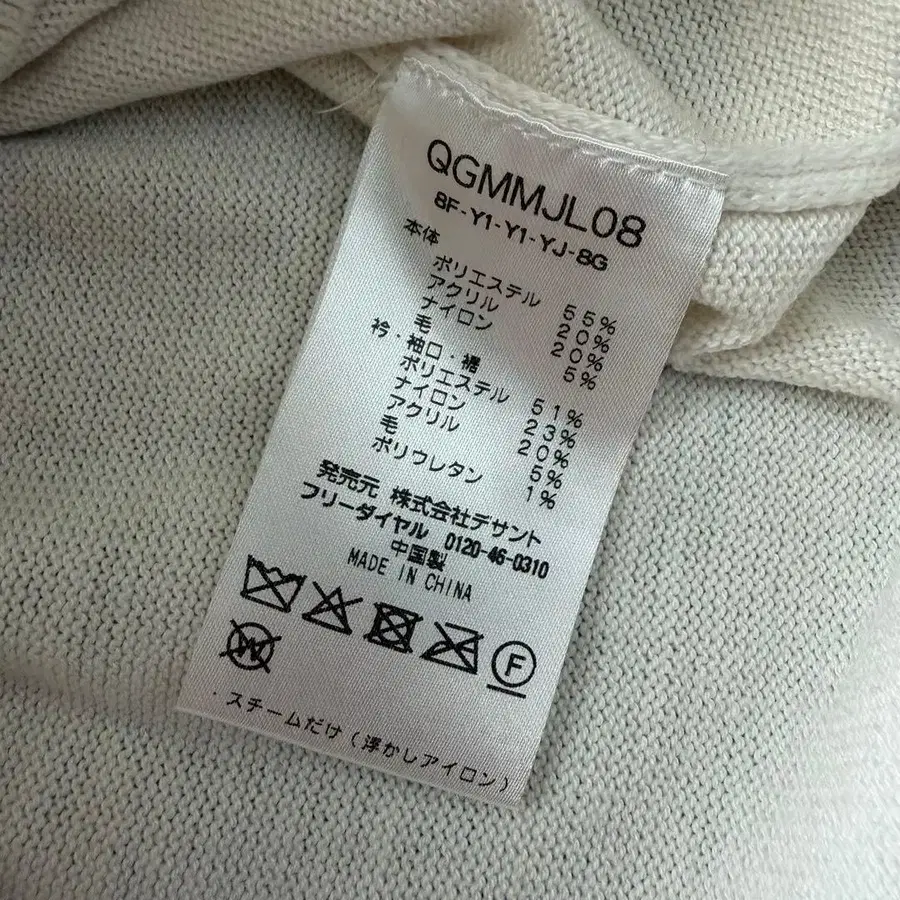 QGMMJL08
8F-Y1-Y1-YJ-8G
本体
ポリエステル 55%
アクリル 20%
ナイロン 20%
毛 5%
衿・袖口・裾
ポリエステル 51%
ナイロン 23%
アクリル 20%
毛 5%
ポリウレタン 1%
発売元 株式会社デサント
フリーダイヤル 0120-46-0310
中国製
MADE IN CHINA
F
W
・スチームだけ(浮かしアイロン)